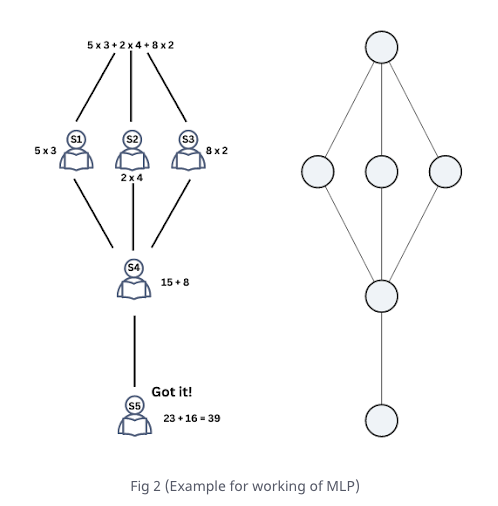 5 x 3 + 2 x 4 + 8 x 2
S1
S2
S3
5 x 3
8 x 2
2 x 4
S4
15 + 8
Got it!
S5
23 + 16 = 39
Fig 2 (Example for working of MLP)